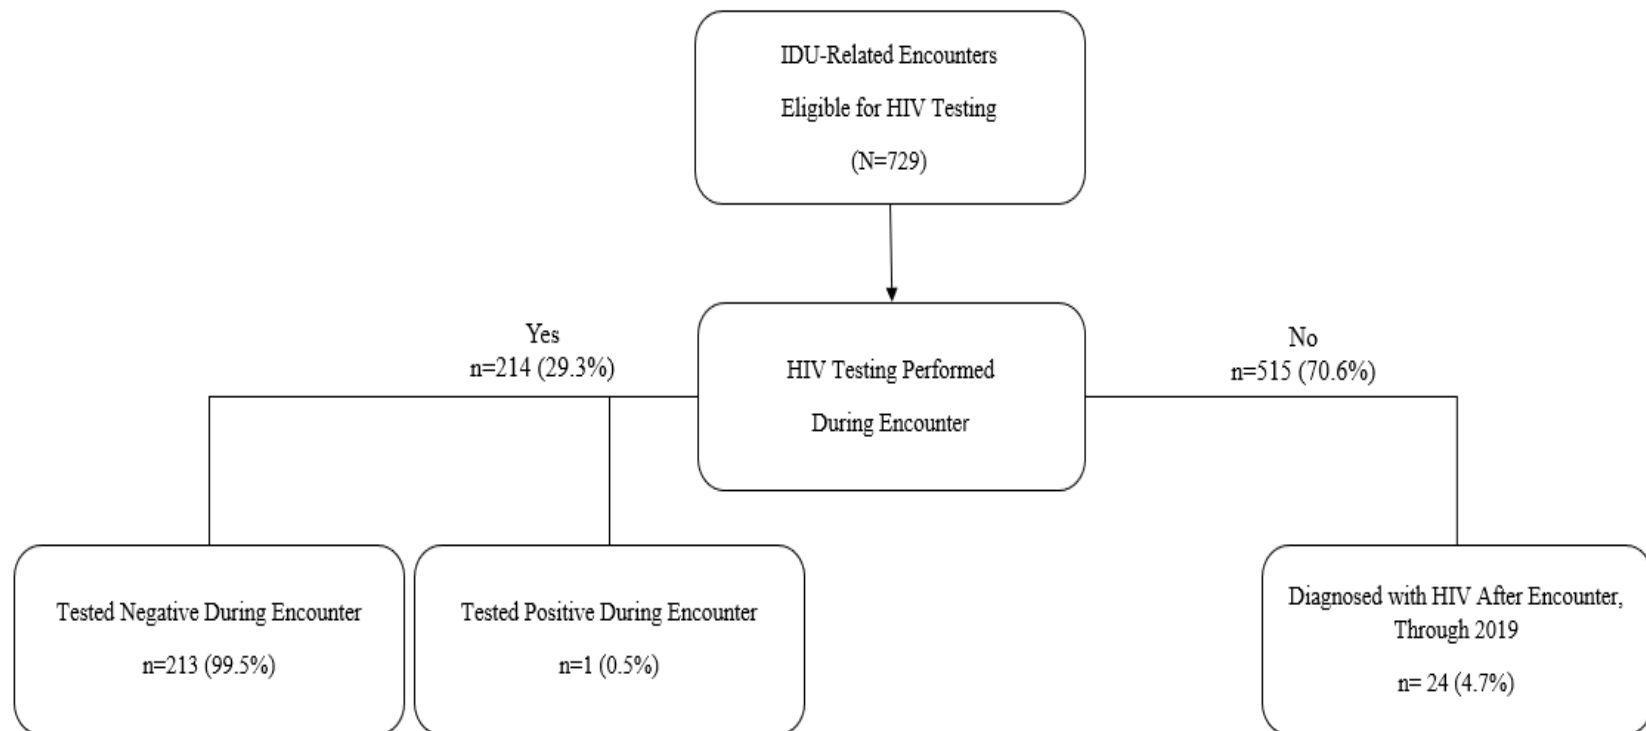 IDU-Related Encounters
Eligible for HIV Testing
(N=729)
Yes
n=214 (29.3%)
No
n=515 (70.6%)
HIV Testing Performed
During Encounter
Tested Negative During Encounter
n=213 (99.5%)
Tested Positive During Encounter
n=1 (0.5%)
Diagnosed with HIV After Encounter,
Through 2019
n= 24 (4.7%)